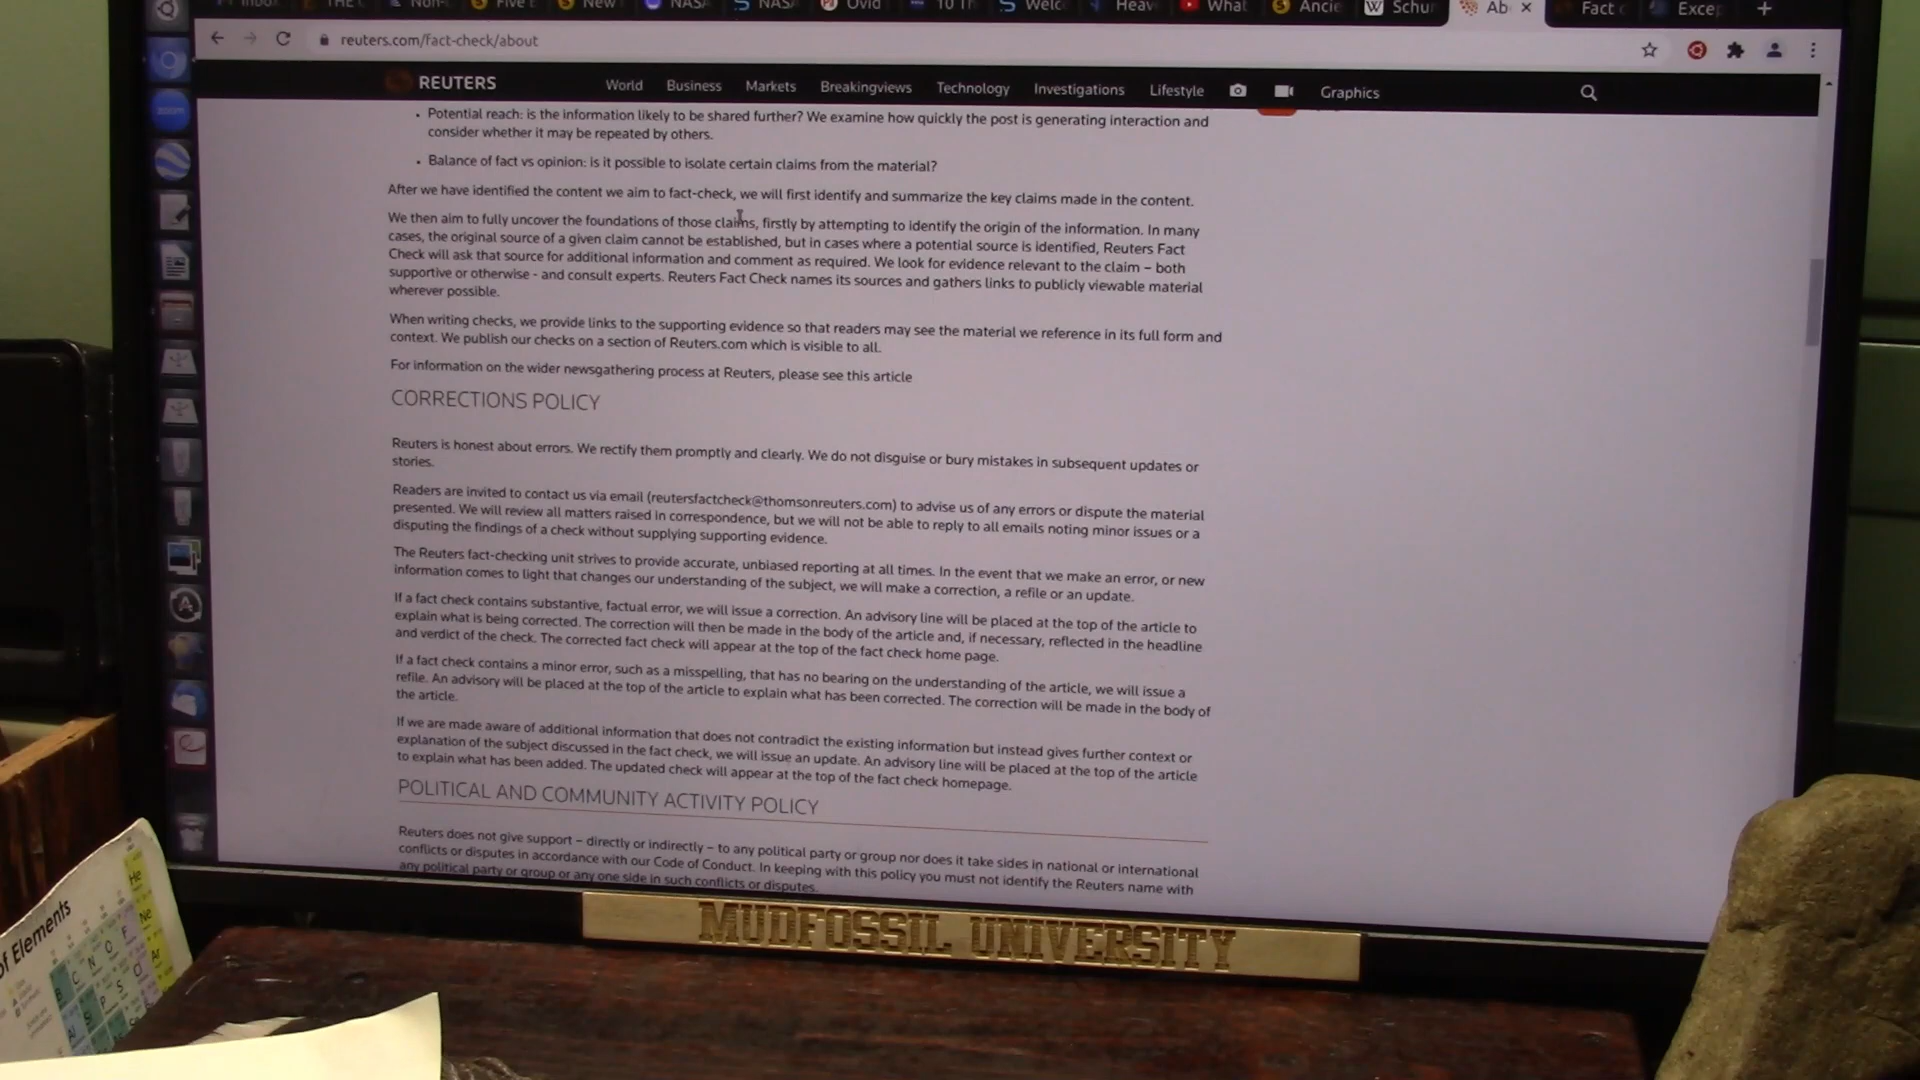 Inbox
THE
Non-
Five E
New
NASA
NAS
Ovid
10 Th
Welc
Heav
What
Ancie
Schur
Ab
Fact c
Excep
reuters.com/fact-check/about
REUTERS World Business Markets Breakingviews Technology Investigations Lifestyle Graphics
• Potential reach: is the information likely to be shared further? We examine how quickly the post is generating interaction and
consider whether it may be repeated by others.
• Balance of fact vs opinion: is it possible to isolate certain claims from the material?
After we have identified the content we aim to fact-check, we will first identify and summarize the key claims made in the content.
We then aim to fully uncover the foundations of those claims, firstly by attempting to identify the origin of the information. In many
cases, the original source of a given claim cannot be established, but in cases where a potential source is identified, Reuters Fact
Check will ask that source for additional information and comment as required. We look for evidence relevant to the claim – both
supportive or otherwise - and consult experts. Reuters Fact Check names its sources and gathers links to publicly viewable material
wherever possible.
When writing checks, we provide links to the supporting evidence so that readers may see the material we reference in its full form and
context. We publish our checks on a section of Reuters.com which is visible to all.
For information on the wider newsgathering process at Reuters, please see this article
CORRECTIONS POLICY
Reuters is honest about errors. We rectify them promptly and clearly. We do not disguise or bury mistakes in subsequent updates or
stories.
Readers are invited to contact us via email (reutersfactcheck@thomsonreuters.com) to advise us of any errors or dispute the material
presented. We will review all matters raised in correspondence, but we will not be able to reply to all emails noting minor issues or a
disputing the findings of a check without supplying supporting evidence.
The Reuters fact-checking unit strives to provide accurate, unbiased reporting at all times. In the event that we make an error, or new
information comes to light that changes our understanding of the subject, we will make a correction, a refile or an update.
If a fact check contains substantive, factual error, we will issue a correction. An advisory line will be placed at the top of the article to
explain what is being corrected. The correction will then be made in the body of the article and, if necessary, reflected in the headline
and verdict of the check. The corrected fact check will appear at the top of the fact check home page.
If a fact check contains a minor error, such as a misspelling, that has no bearing on the understanding of the article, we will issue a
refile. An advisory will be placed at the top of the article to explain what has been corrected. The correction will be made in the body of
the article.
If we are made aware of additional information that does not contradict the existing information but instead gives further context or
explanation of the subject discussed in the fact check, we will issue an update. An advisory line will be placed at the top of the article
to explain what has been added. The updated check will appear at the top of the fact check homepage.
POLITICAL AND COMMUNITY ACTIVITY POLICY
Reuters does not give support – directly or indirectly – to any political party or group nor does it take sides in national or international
conflicts or disputes in accordance with our Code of Conduct. In keeping with this policy you must not identify the Reuters name with
any political party or group or any one side in such conflicts or disputes.
MUDFOSSIL UNIVERSITY
zoom
of Elements
He
C N O F Ne
P S Ar